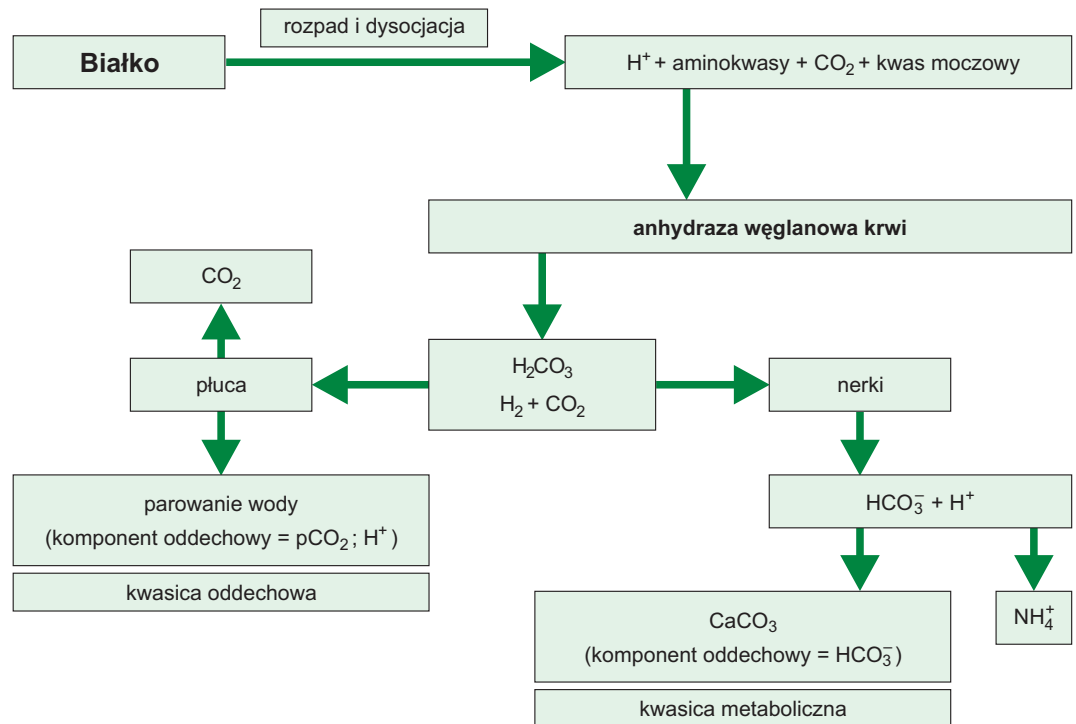 rozpad i dysocjacja
Białko
H⁺ + aminokwasy + CO₂ + kwas moczowy
anhydraza węglanowa krwi
CO₂
płuca
H₂CO₃
H₂ + CO₂
nerki
parowanie wody
(komponent oddechowy = pCO₂ ; H⁺ )
kwasica oddechowa
HCO₃⁻ + H⁺
CaCO₃
(komponent oddechowy = HCO₃⁻)
kwasica metaboliczna
NH₄⁺